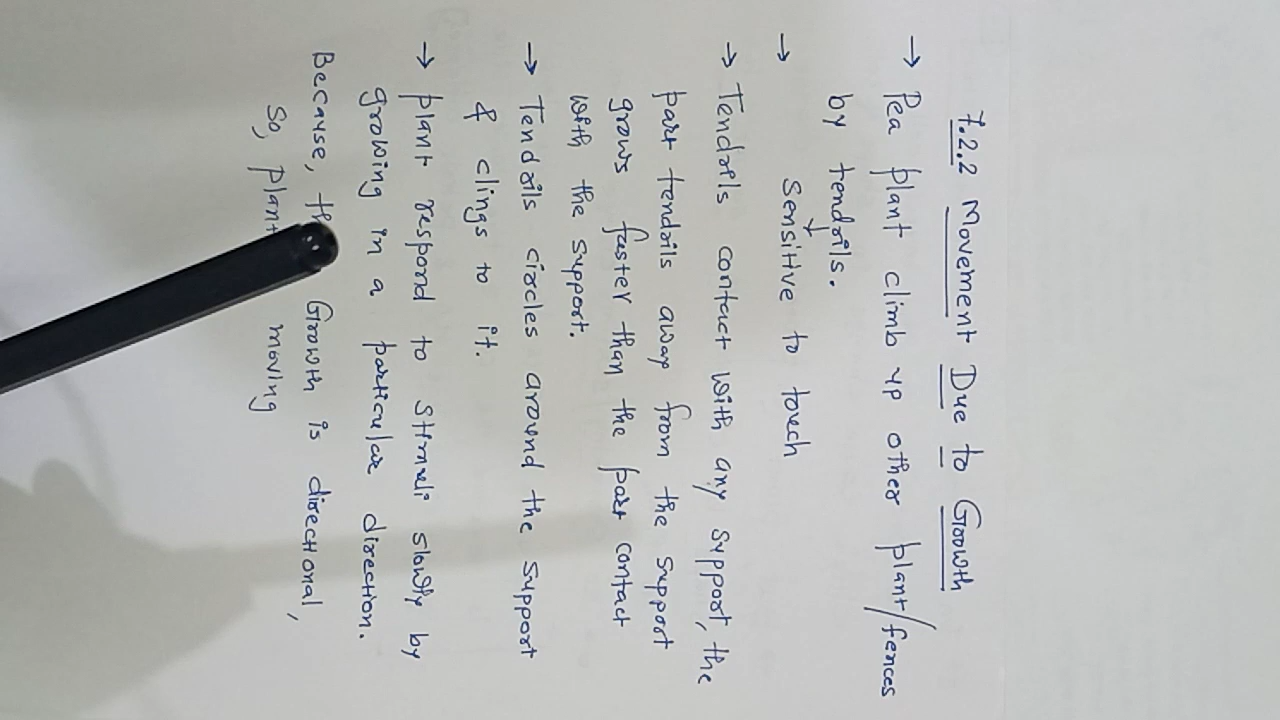 7.2.2 Movement Due to Growth
→ Pea plant climb up other plant/fences
by tendrils.
→ sensitive to touch
→ Tendrils contact with any support, the
part tendrils away from the support
grows faster than the part contact
with the support.
→ Tendrils circles around the support
& clings to it.
→ plant respond to stimuli slowly by
growing in a particular direction.
Because, Growth is directional,
So, plant moving